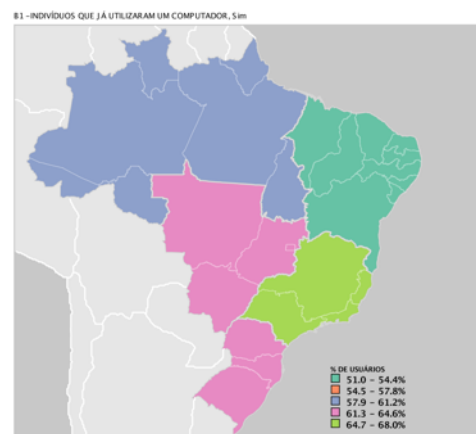 B1 -INDIVÍDUOS QUE JÁ UTILIZARAM UM COMPUTADOR, Sim
% DE USUÁRIOS
51.0 - 54.4%
54.5 - 57.8%
57.9 - 61.2%
61.3 - 64.6%
64.7 - 68.0%